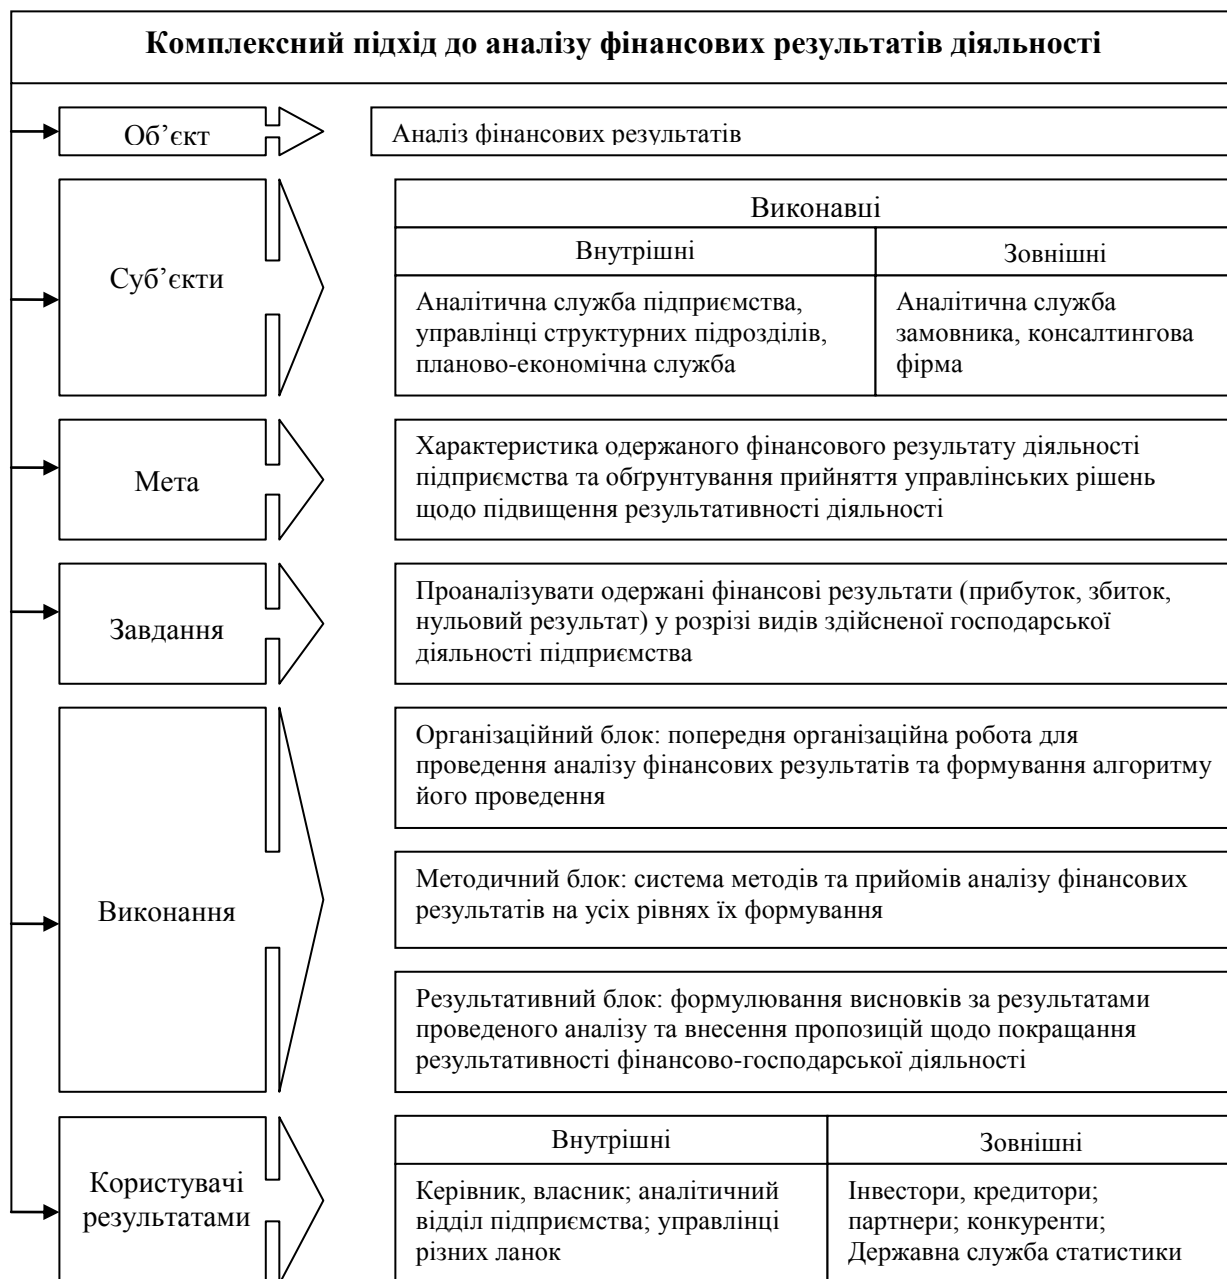 Комплексний підхід до аналізу фінансових результатів діяльності
Об’єкт
Аналіз фінансових результатів
Суб’єкти
Виконавці
Внутрішні
Зовнішні
Аналітична служба підприємства,
управлінці структурних підрозділів,
планово-економічна служба
Аналітична служба
замовника, консалтингова
фірма
Мета
Характеристика одержаного фінансового результату діяльності
підприємства та обґрунтування прийняття управлінських рішень
щодо підвищення результативності діяльності
Завдання
Проаналізувати одержані фінансові результати (прибуток, збиток,
нульовий результат) у розрізі видів здійсненої господарської
діяльності підприємства
Виконання
Організаційний блок: попередня організаційна робота для
проведення аналізу фінансових результатів та формування алгоритму
його проведення
Методичний блок: система методів та прийомів аналізу фінансових
результатів на усіх рівнях їх формування
Результативний блок: формулювання висновків за результатами
проведеного аналізу та внесення пропозицій щодо покращання
результативності фінансово-господарської діяльності
Користувачі
результатами
Внутрішні
Зовнішні
Керівник, власник; аналітичний
відділ підприємства; управлінці
різних ланок
Інвестори, кредитори;
партнери; конкуренти;
Державна служба статистики